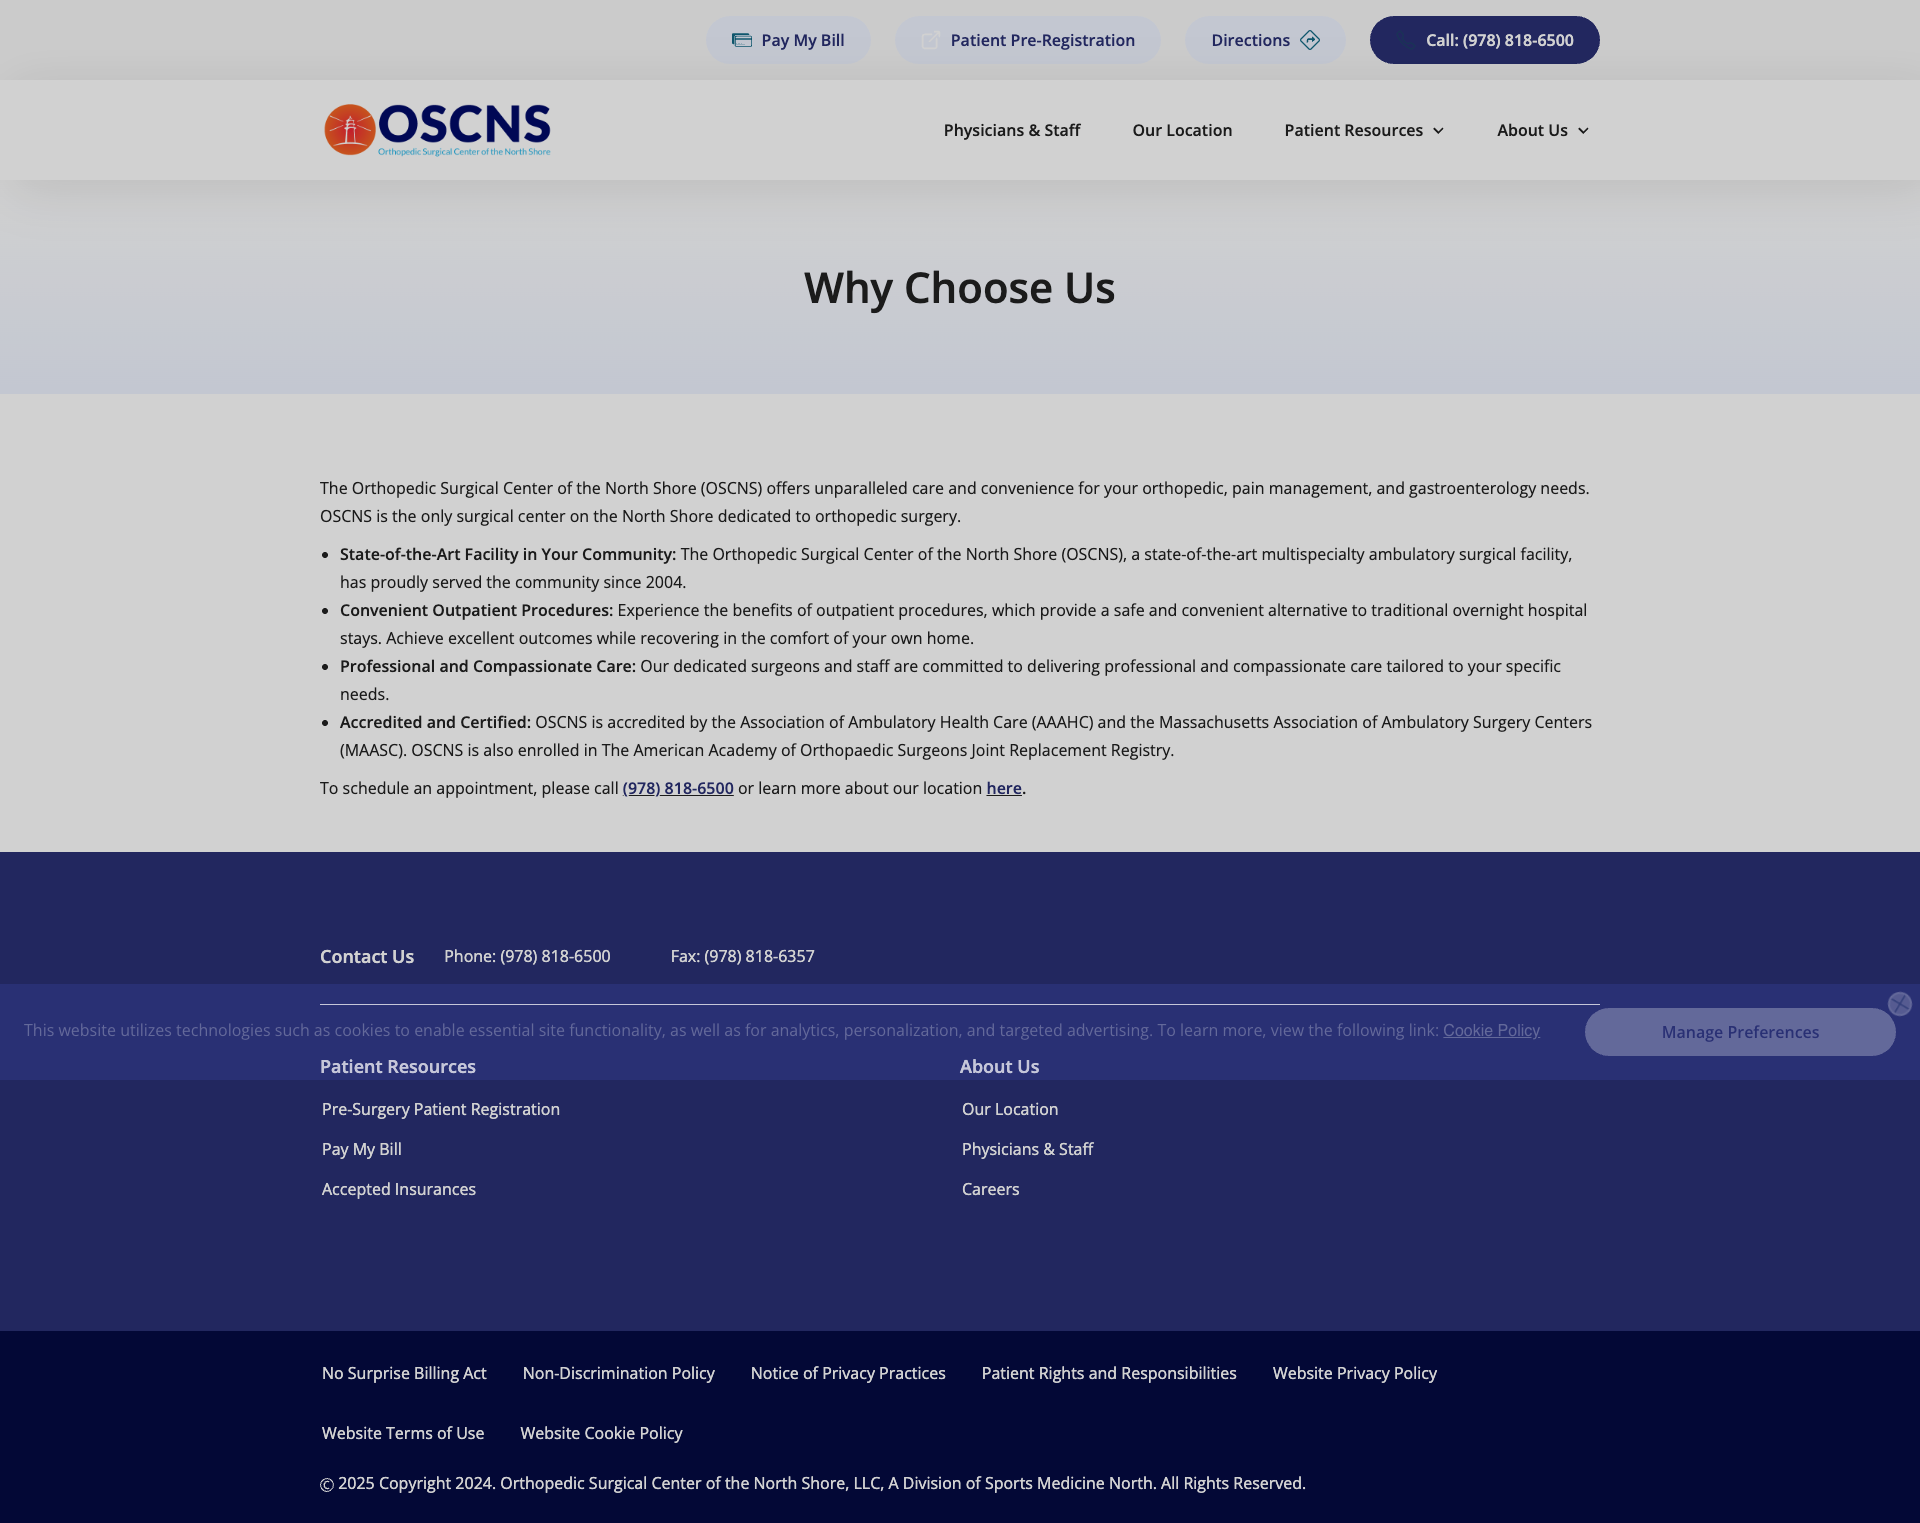 Pay My Bill
Patient Pre-Registration
Directions
Call: (978) 818-6500
OSCNS
Orthopedic Surgical Center of the North Shore
Physicians & Staff
Our Location
Patient Resources
About Us
Why Choose Us
The Orthopedic Surgical Center of the North Shore (OSCNS) offers unparalleled care and convenience for your orthopedic, pain management, and gastroenterology needs.
OSCNS is the only surgical center on the North Shore dedicated to orthopedic surgery.
• State-of-the-Art Facility in Your Community: The Orthopedic Surgical Center of the North Shore (OSCNS), a state-of-the-art multispecialty ambulatory surgical facility,
has proudly served the community since 2004.
• Convenient Outpatient Procedures: Experience the benefits of outpatient procedures, which provide a safe and convenient alternative to traditional overnight hospital
stays. Achieve excellent outcomes while recovering in the comfort of your own home.
• Professional and Compassionate Care: Our dedicated surgeons and staff are committed to delivering professional and compassionate care tailored to your specific
needs.
• Accredited and Certified: OSCNS is accredited by the Association of Ambulatory Health Care (AAAHC) and the Massachusetts Association of Ambulatory Surgery Centers
(MAASC). OSCNS is also enrolled in The American Academy of Orthopaedic Surgeons Joint Replacement Registry.
To schedule an appointment, please call (978) 818-6500 or learn more about our location here.
Contact Us
Phone: (978) 818-6500
Fax: (978) 818-6357
This website utilizes technologies such as cookies to enable essential site functionality, as well as for analytics, personalization, and targeted advertising. To learn more, view the following link: Cookie Policy
Manage Preferences
Patient Resources
Pre-Surgery Patient Registration
Pay My Bill
Accepted Insurances
About Us
Our Location
Physicians & Staff
Careers
No Surprise Billing Act
Non-Discrimination Policy
Notice of Privacy Practices
Patient Rights and Responsibilities
Website Privacy Policy
Website Terms of Use
Website Cookie Policy
© 2025 Copyright 2024. Orthopedic Surgical Center of the North Shore, LLC, A Division of Sports Medicine North. All Rights Reserved.